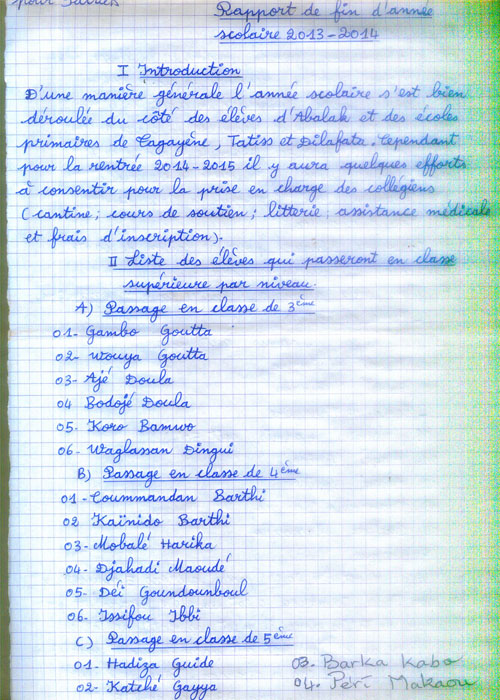 pour
Rapport de fin d'année
scolaire 2013-2014
I Introduction
D'une manière générale l'année scolaire s'est bien
déroulée du côté des élèves d'Abalak et des écoles
primaires de Tagayène, Tatiss et Dilafata. Cependant
pour la rentrée 2014-2015 il y aura quelques efforts
à consentir pour la prise en charge des collégiens
(cantine; cours de soutien; litterie; assistance médicale
et frais d'inscription).
II Liste des élèves qui passeront en classe
supérieure par niveau.
A) Passage en classe de 3ème
01- Gambo Goutta
02- Wouya Goutta
03- Ajé Doula
04 Bodojé Doula
05. Koro Bamwo
06- Waglassan Dingui
B) Passage en classe de 4ème
01- Coummandan Barthi
02 Kaïnido Barthi
03- Mobalé Harika
04- Djahadi Maoudé
05- Déi Goundounboul
06. Issifou Ibbi
C) Passage en classe de 5ème
01. Hadiza Guide
02- Katché Gayya
03. Barka Kabo
04. Peri Makaou